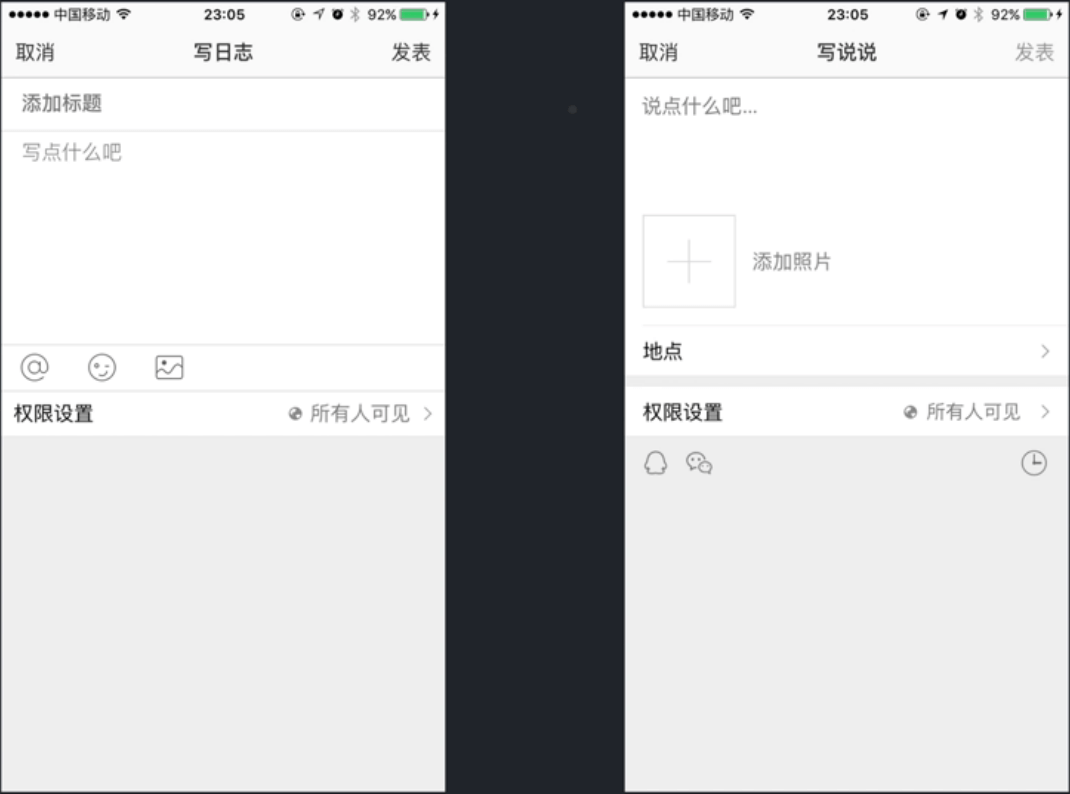 中国移动 23:05 92%
取消 写日志 发表
添加标题
写点什么吧
权限设置 所有人可见
中国移动 23:05 92%
取消 写说说 发表
说点什么吧...
添加照片
地点
权限设置 所有人可见